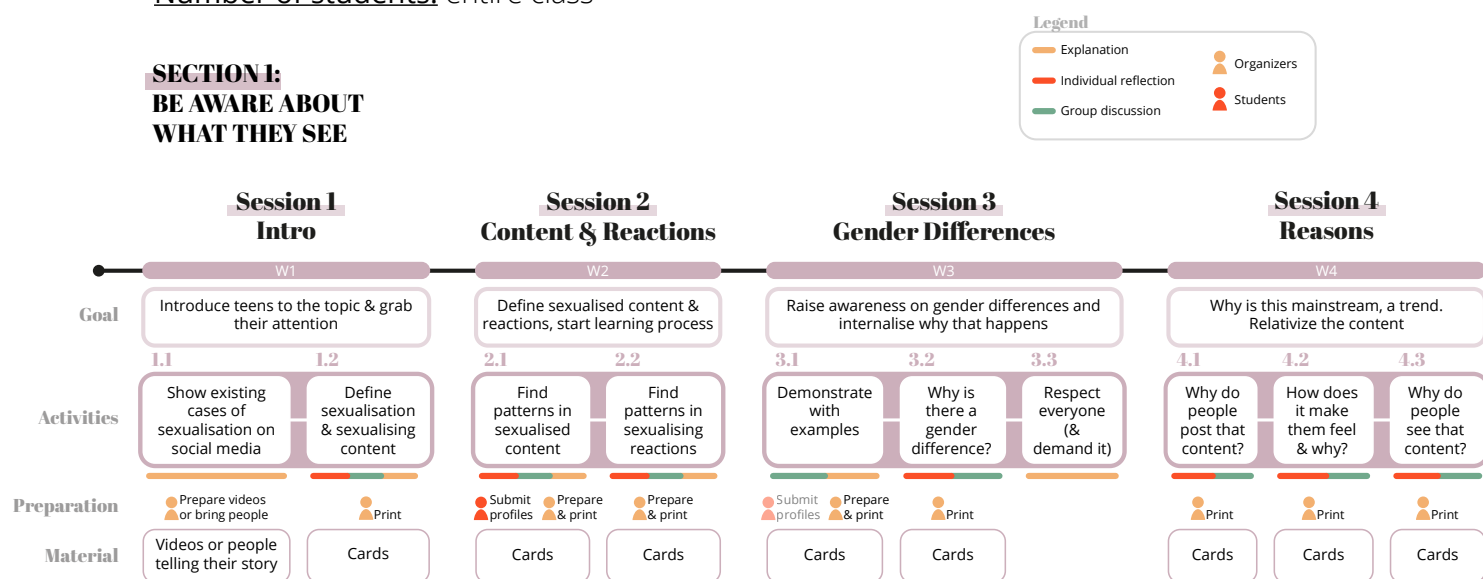 Number of students: entire class
Legend
Explanation
Individual reflection
Group discussion
Organizers
Students
SECTION 1:
BE AWARE ABOUT
WHAT THEY SEE
Session 1
Intro
Session 2
Content & Reactions
Session 3
Gender Differences
Session 4
Reasons
W1
W2
W3
W4
Goal
Introduce teens to the topic & grab
their attention
Define sexualised content &
reactions, start learning process
Raise awareness on gender differences and
internalise why that happens
Why is this mainstream, a trend.
Relativize the content
Activities
1.1
Show existing
cases of
sexualisation on
social media
1.2
Define
sexualisation
& sexualising
content
2.1
Find
patterns in
sexualised
content
2.2
Find
patterns in
sexualising
reactions
3.1
Demonstrate
with
examples
3.2
Why is
there a
gender
difference?
3.3
Respect
everyone
(&
demand it)
4.1
Why do
people
post that
content?
4.2
How does
it make
them feel
& why?
4.3
Why do
people
see that
content?
Preparation
Prepare videos
or bring people
Print
Submit
profiles
Prepare
& print
Prepare
& print
Submit
profiles
Prepare
& print
Print
Print
Print
Print
Material
Videos or people
telling their story
Cards
Cards
Cards
Cards
Cards
Cards
Cards
Cards